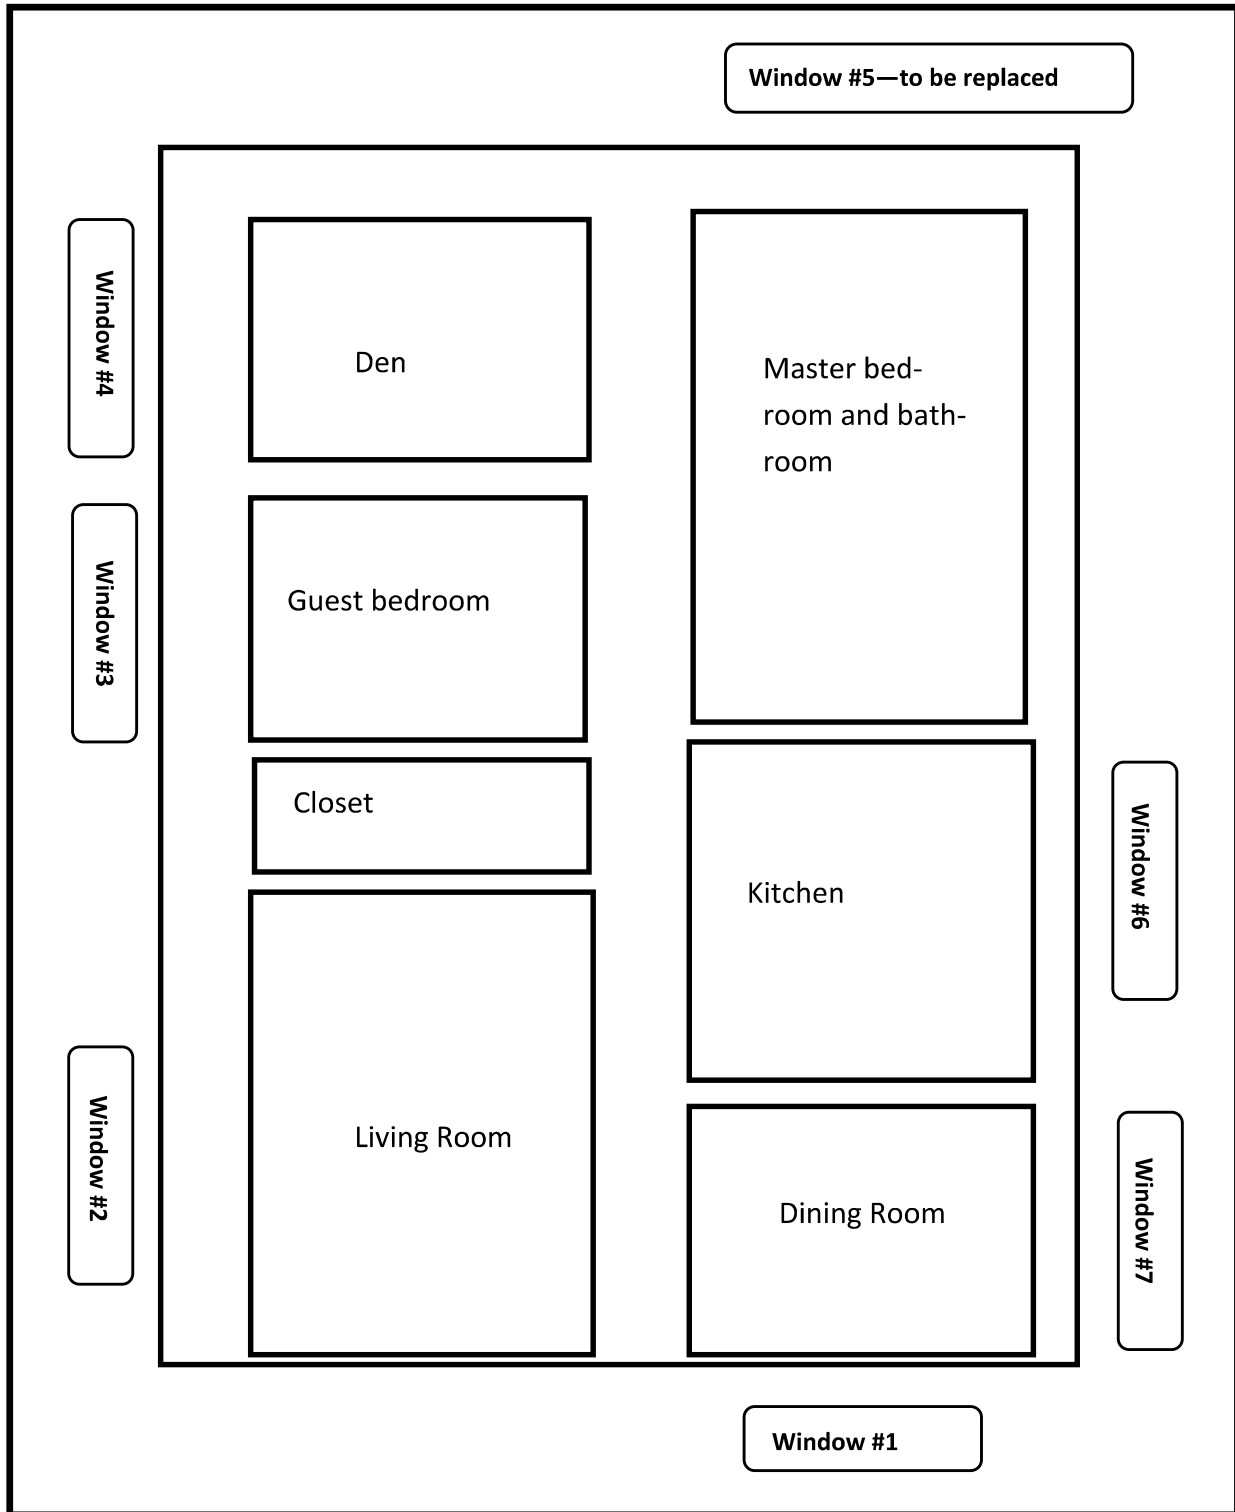 Window #5—to be replaced
Window #4
Den
Master bed-
room and bath-
room
Window #3
Guest bedroom
Closet
Kitchen
Window #6
Window #2
Living Room
Dining Room
Window #7
Window #1